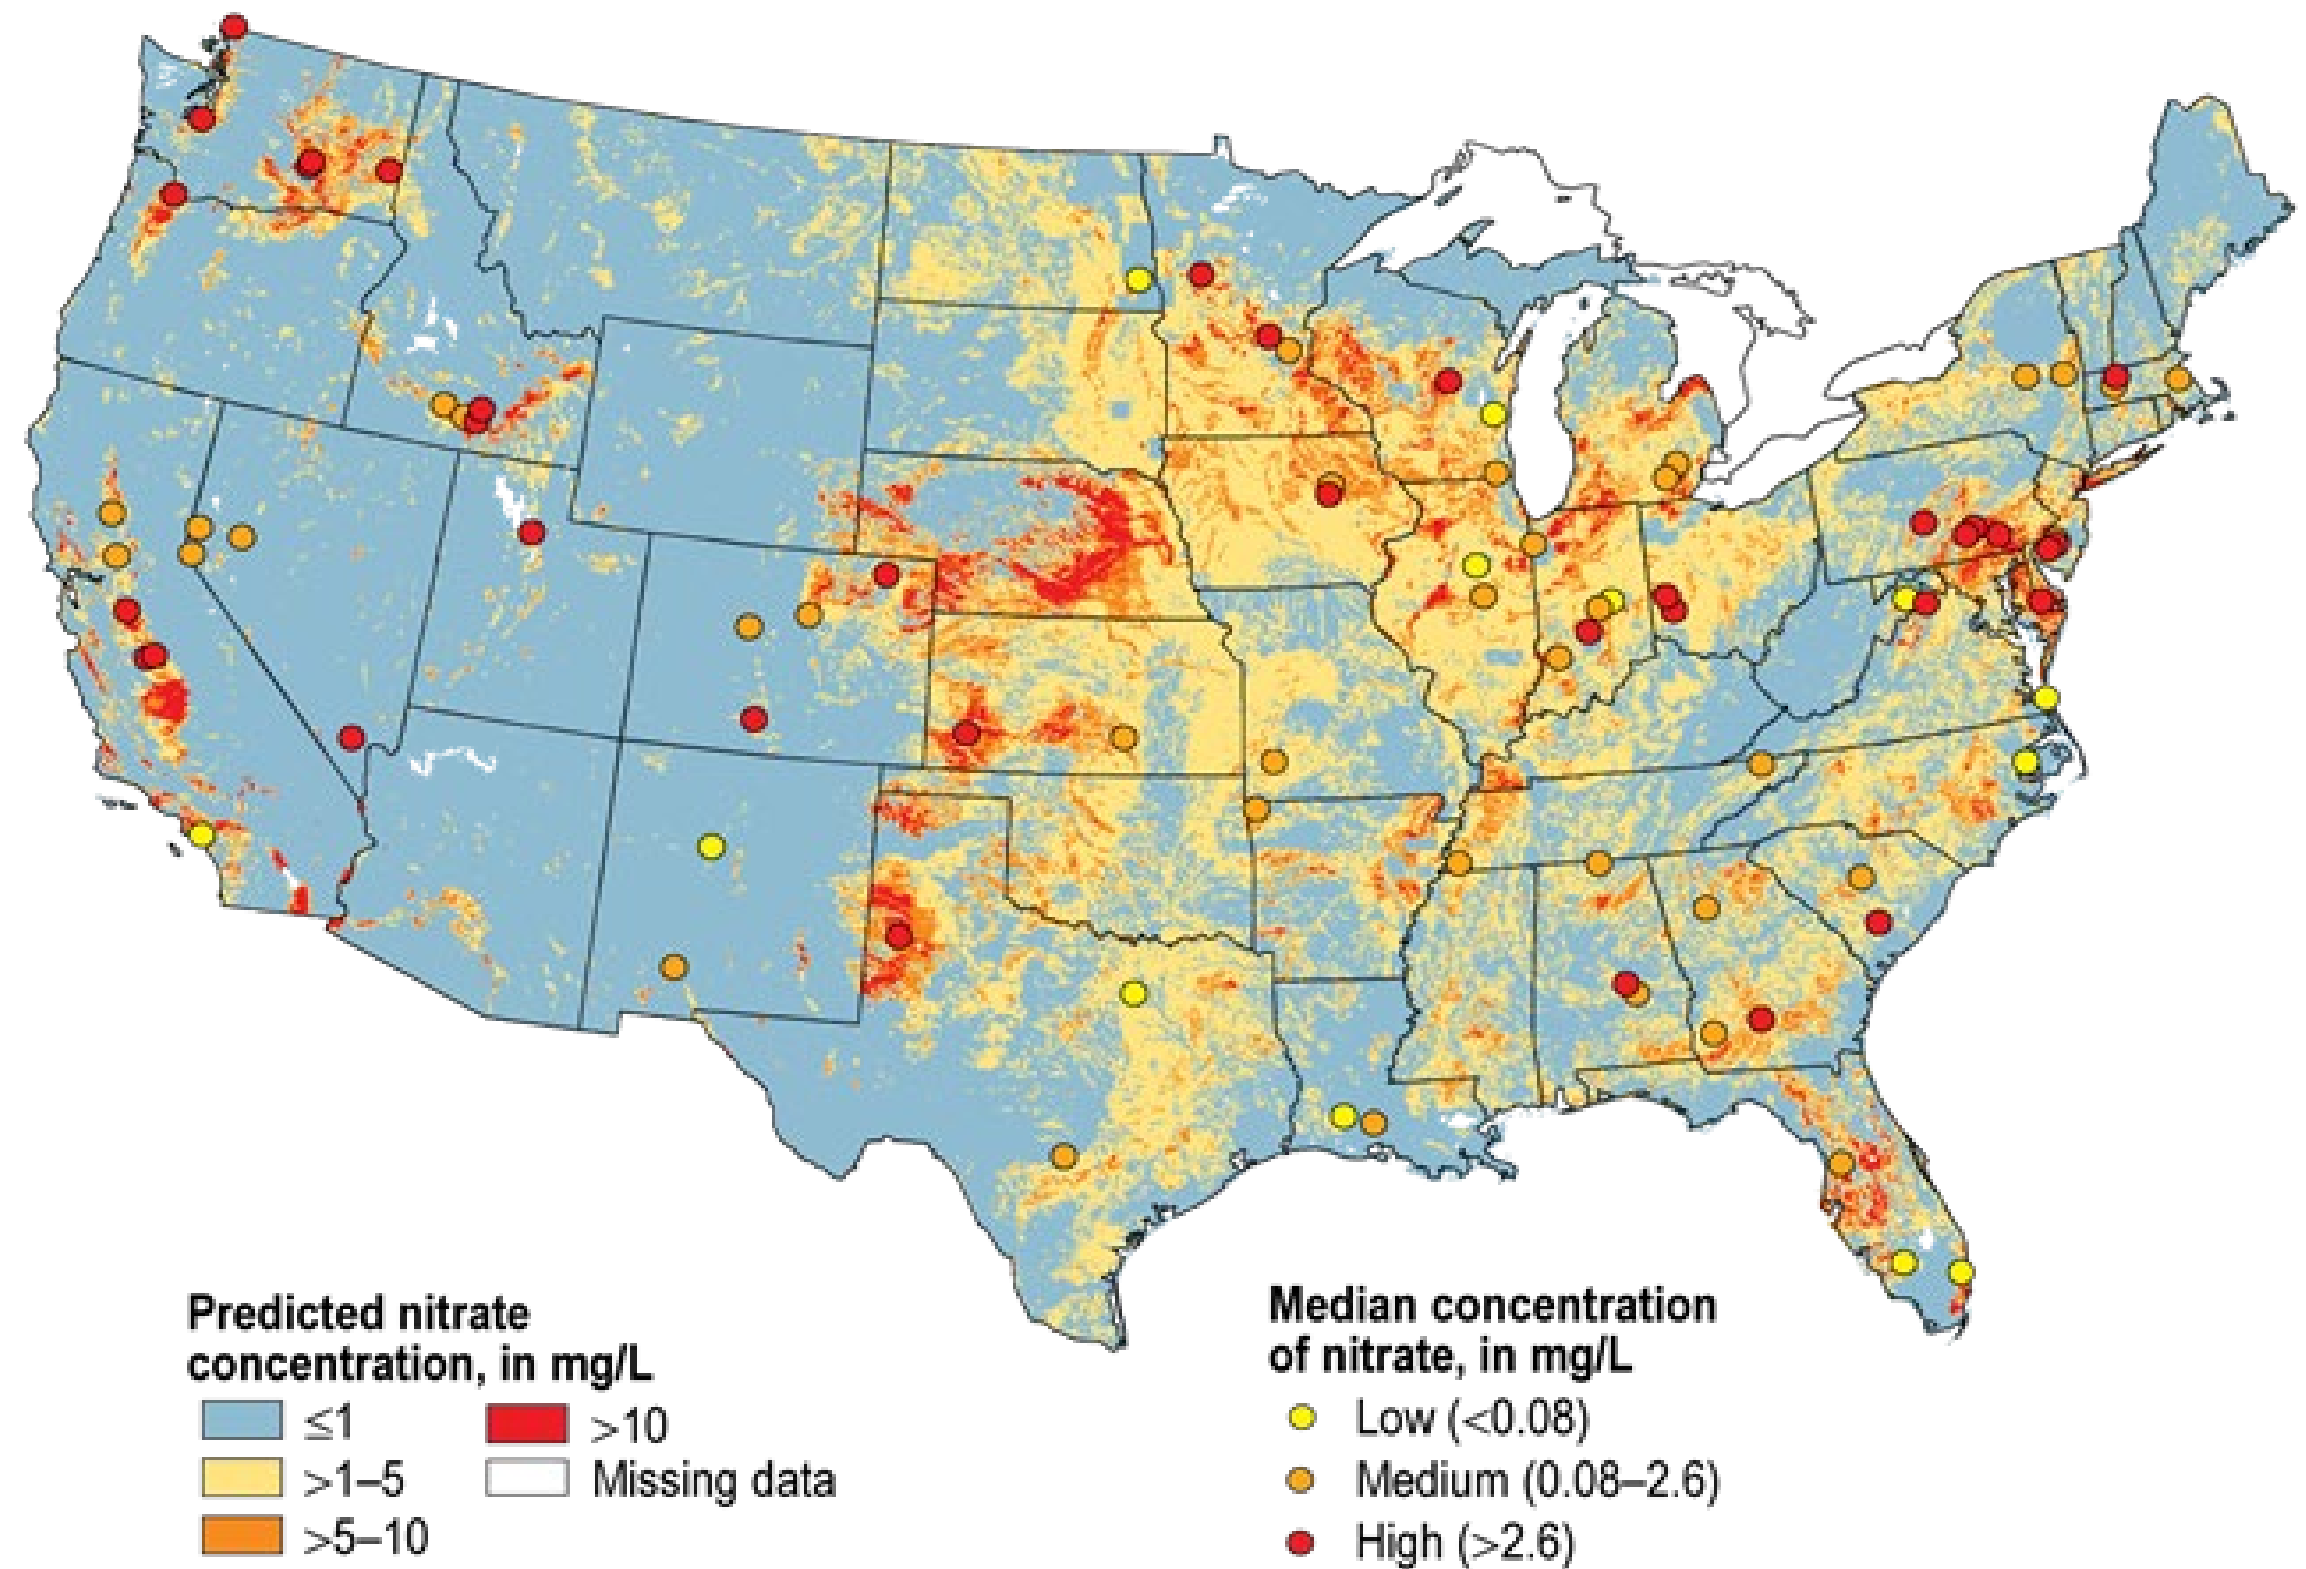 Predicted nitrate
concentration, in mg/L
≤1
>1–5
>5–10
>10
Missing data
Median concentration
of nitrate, in mg/L
Low (<0.08)
Medium (0.08–2.6)
High (>2.6)